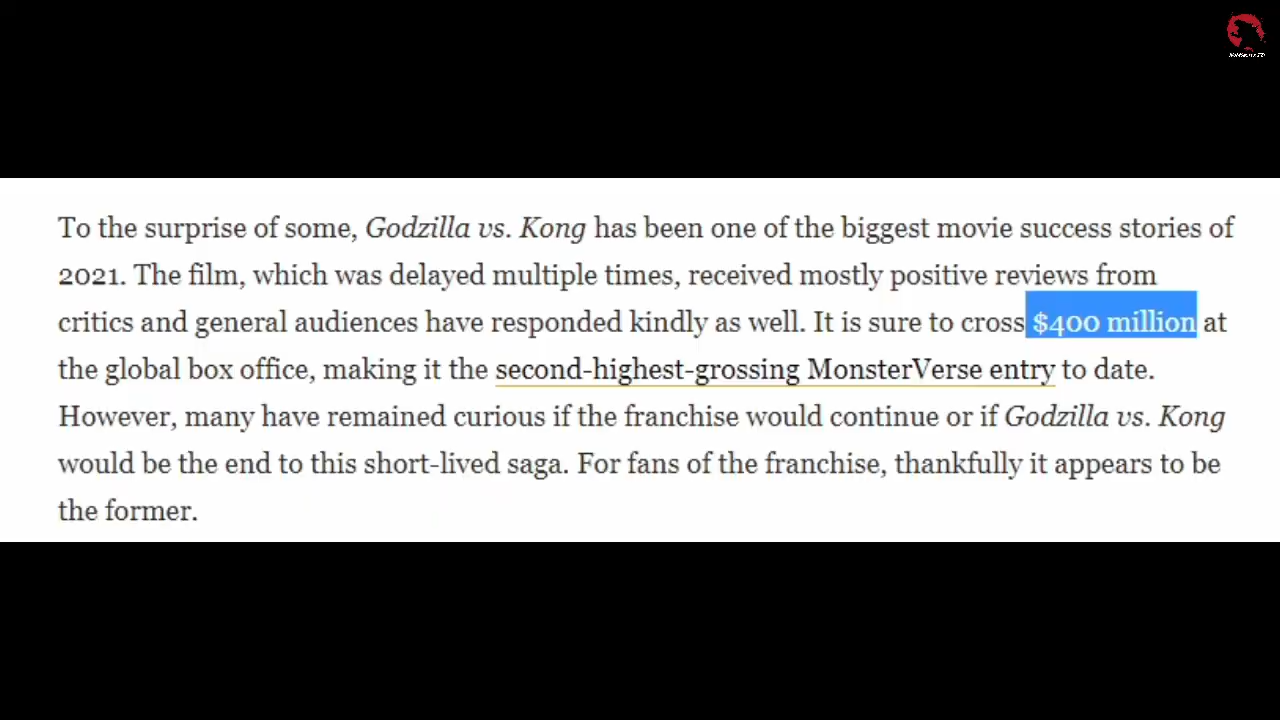 To the surprise of some, Godzilla vs. Kong has been one of the biggest movie success stories of
2021. The film, which was delayed multiple times, received mostly positive reviews from
critics and general audiences have responded kindly as well. It is sure to cross $400 million at
the global box office, making it the second-highest-grossing MonsterVerse entry to date.
However, many have remained curious if the franchise would continue or if Godzilla vs. Kong
would be the end to this short-lived saga. For fans of the franchise, thankfully it appears to be
the former.